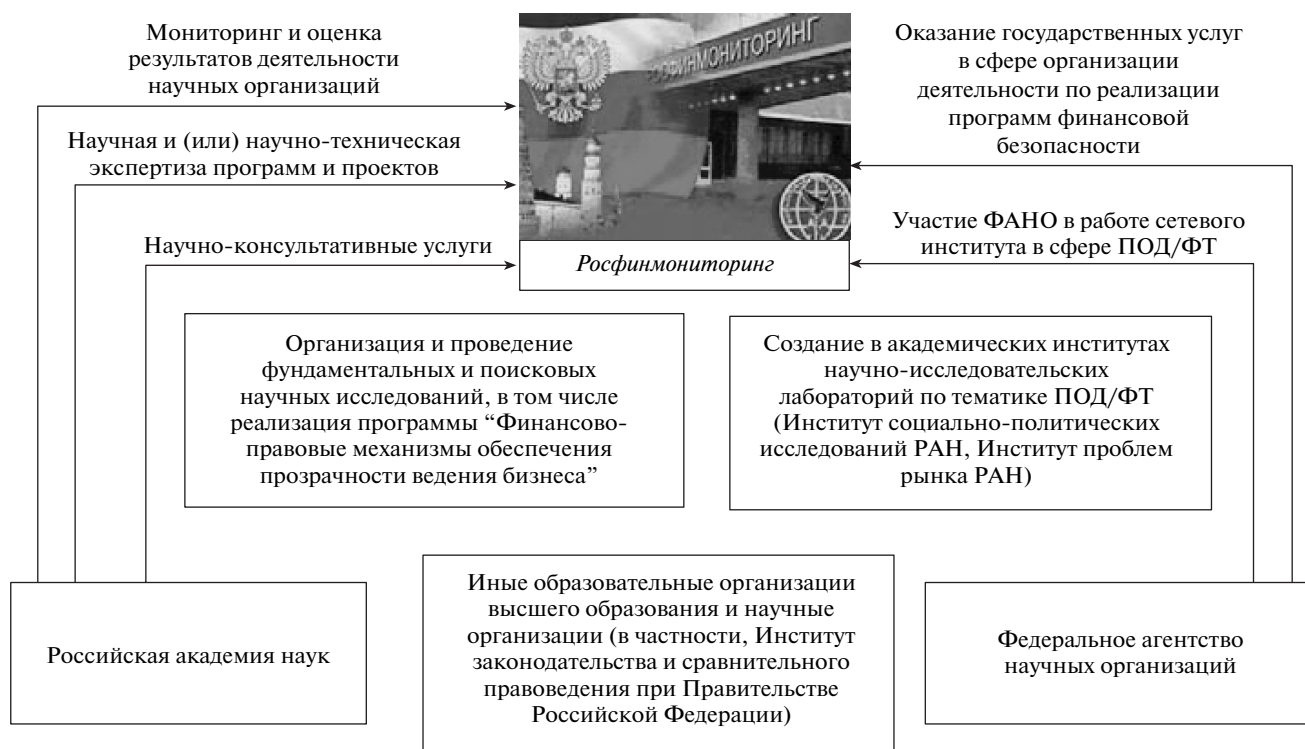 Мониторинг и оценка
результатов деятельности
научных организаций
Научная и (или) научно-техническая
экспертиза программ и проектов
Научно-консультативные услуги
РОСФИНМОНИТОРИНГ
Росфинмониторинг
Оказание государственных услуг
в сфере организации
деятельности по реализации
программ финансовой
безопасности
Участие ФАНО в работе сетевого
института в сфере ПОД/ФТ
Организация и проведение
фундаментальных и поисковых
научных исследований, в том числе
реализация программы “Финансово-
правовые механизмы обеспечения
прозрачности ведения бизнеса”
Создание в академических институтах
научно-исследовательских
лабораторий по тематике ПОД/ФТ
(Институт социально-политических
исследований РАН, Институт проблем
рынка РАН)
Российская академия наук
Иные образовательные организации
высшего образования и научные
организации (в частности, Институт
законодательства и сравнительного
правоведения при Правительстве
Российской Федерации)
Федеральное агентство
научных организаций